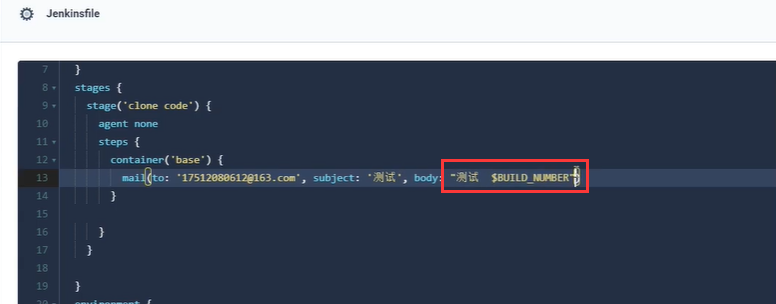 Jenkinsfile
7 }
8 stages {
9 stage('clone code') {
10 agent none
11 steps {
12 container('base') {
13 mail(to: '17512080612@163.com', subject: '测试', body: "测试 $BUILD_NUMBER")
14 }
15
16 }
17 }
18
19 }
20 environment {